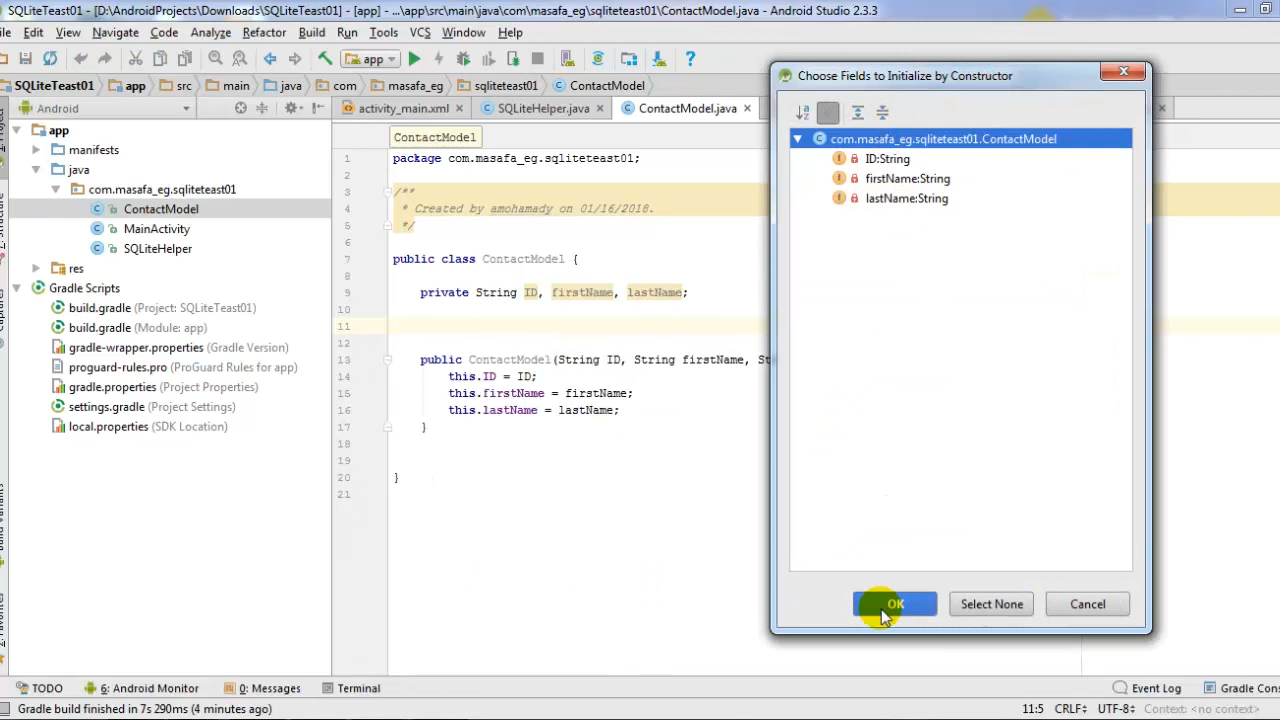 SQLiteTeast01 - [D:\AndroidProjects\Downloads\SQLiteTeast01] - [app] - ...\app\src\main\java\com\masafa_eg\sqliteteast01\ContactModel.java - Android Studio 2.3.3
Edit View Navigate Code Analyze Refactor Build Run Tools VCS Window Help
app
SQLiteTeast01 app src main java com masafa_eg sqliteteast01 ContactModel
Android
activity_main.xml SQLiteHelper.java ContactModel.java
ContactModel
app
manifests
java
com.masafa_eg.sqliteteast01
ContactModel
MainActivity
SQLiteHelper
res
Gradle Scripts
build.gradle (Project: SQLiteTeast01)
build.gradle (Module: app)
gradle-wrapper.properties (Gradle Version)
proguard-rules.pro (ProGuard Rules for app)
gradle.properties (Project Properties)
settings.gradle (Project Settings)
local.properties (SDK Location)
1 package com.masafa_eg.sqliteteast01;
2
3 /**
4 * Created by amohamady on 01/16/2018.
5 */
6
7 public class ContactModel {
8
9 private String ID, firstName, lastName;
10
11
12
13 public ContactModel(String ID, String firstName,
14 this.ID = ID;
15 this.firstName = firstName;
16 this.lastName = lastName;
17 }
18
19
20 }
21
Choose Fields to Initialize by Constructor
com.masafa_eg.sqliteteast01.ContactModel
ID:String
firstName:String
lastName:String
OK Select None Cancel
TODO 6: Android Monitor 0: Messages Terminal Event Log Gradle
Gradle build finished in 7s 290ms (4 minutes ago) 11:5 CRLF UTF-8 Context: <no context>